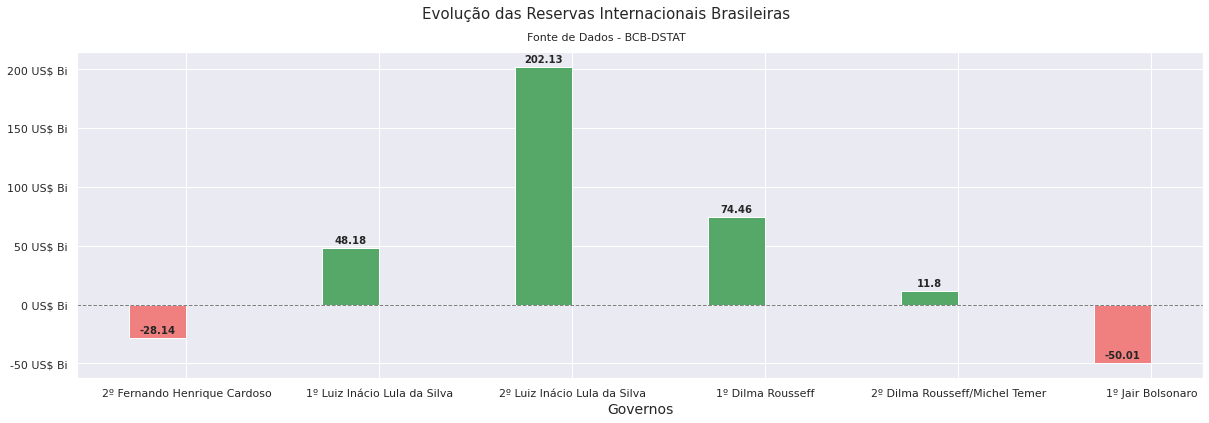 Evolução das Reservas Internacionais Brasileiras
Fonte de Dados - BCB-DSTAT
200 US$ Bi
150 US$ Bi
100 US$ Bi
50 US$ Bi
0 US$ Bi
-50 US$ Bi
-28.14
48.18
202.13
74.46
11.8
-50.01
2º Fernando Henrique Cardoso
1º Luiz Inácio Lula da Silva
2º Luiz Inácio Lula da Silva
1º Dilma Rousseff
2º Dilma Rousseff/Michel Temer
1º Jair Bolsonaro
Governos